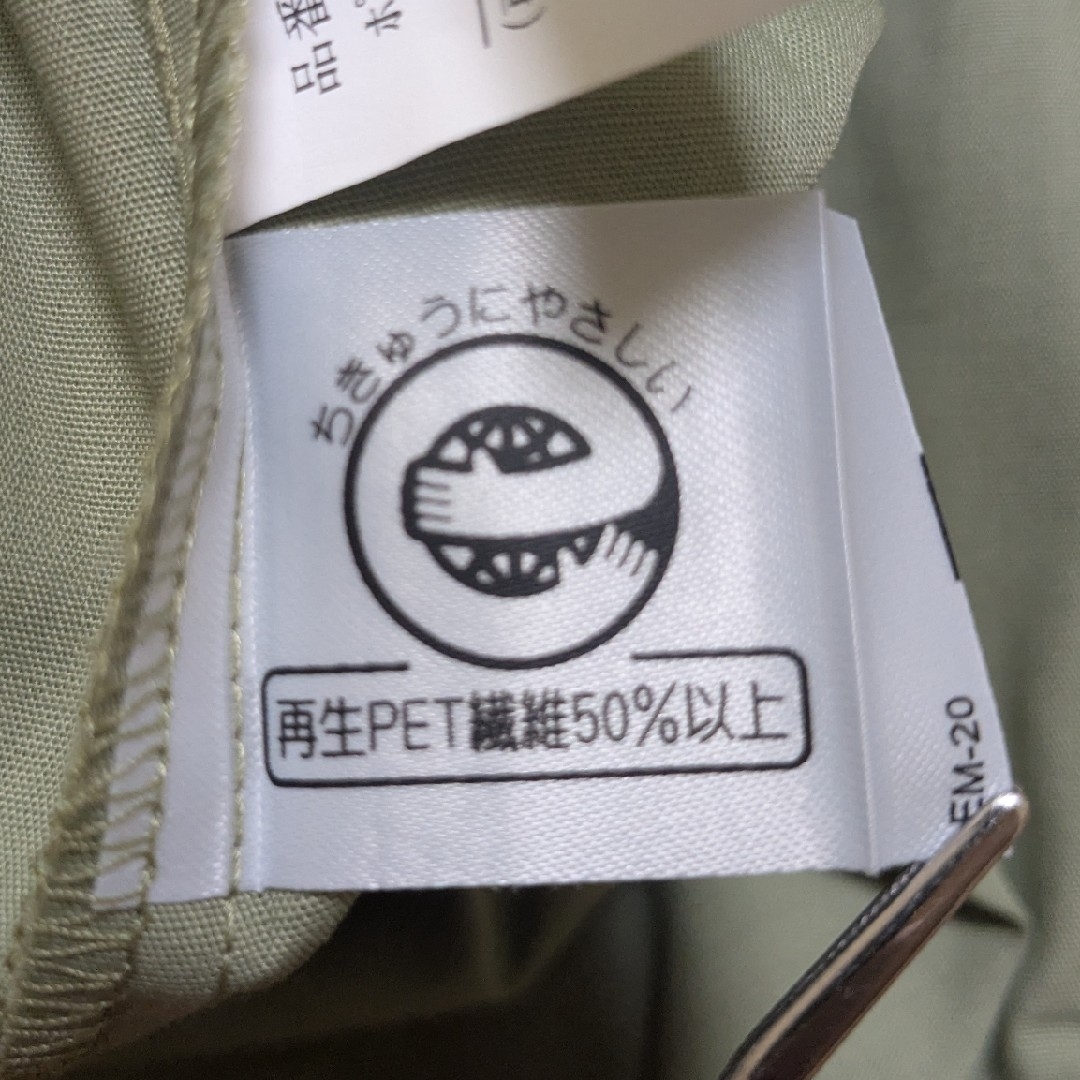 品番
ポ
ちきゅうにやさしい
再生PET繊維50%以上
EM-20